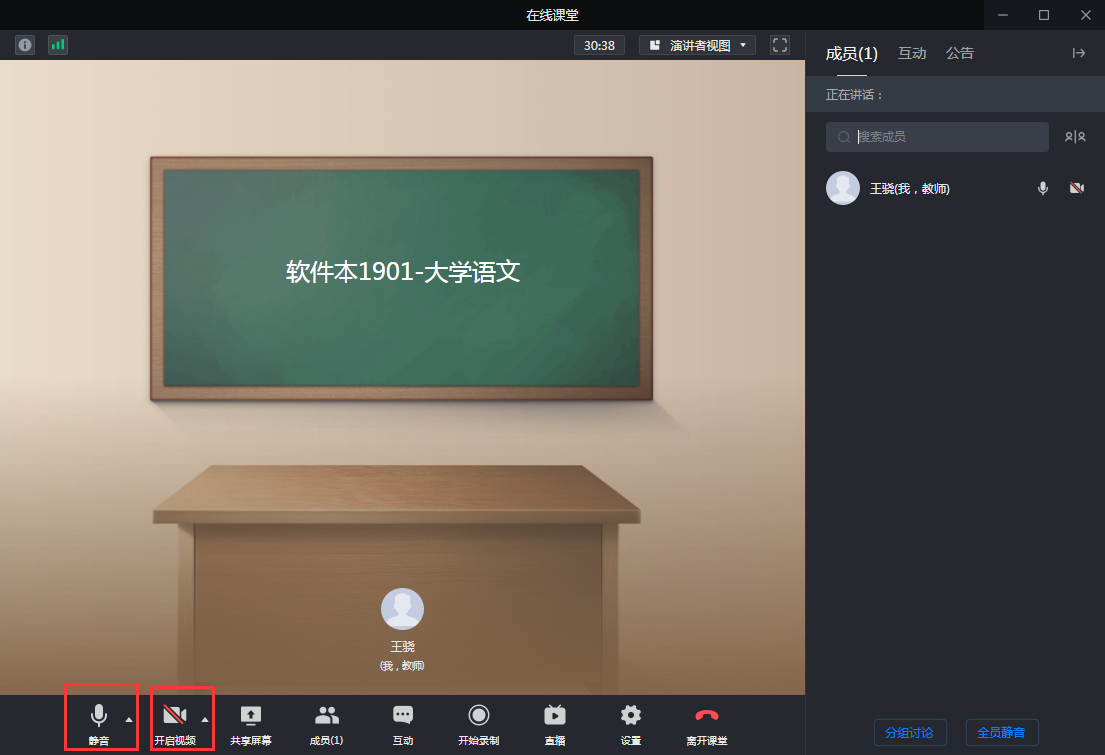 在线课堂
30:38
演讲者视图
成员(1)
互动
公告
正在讲话：
搜索成员
王骁(我，教师)
软件本1901-大学语文
王骁
(我，教师)
静音
开启视频
共享屏幕
成员(1)
互动
开始录制
直播
设置
离开课堂
分组讨论
全员静音